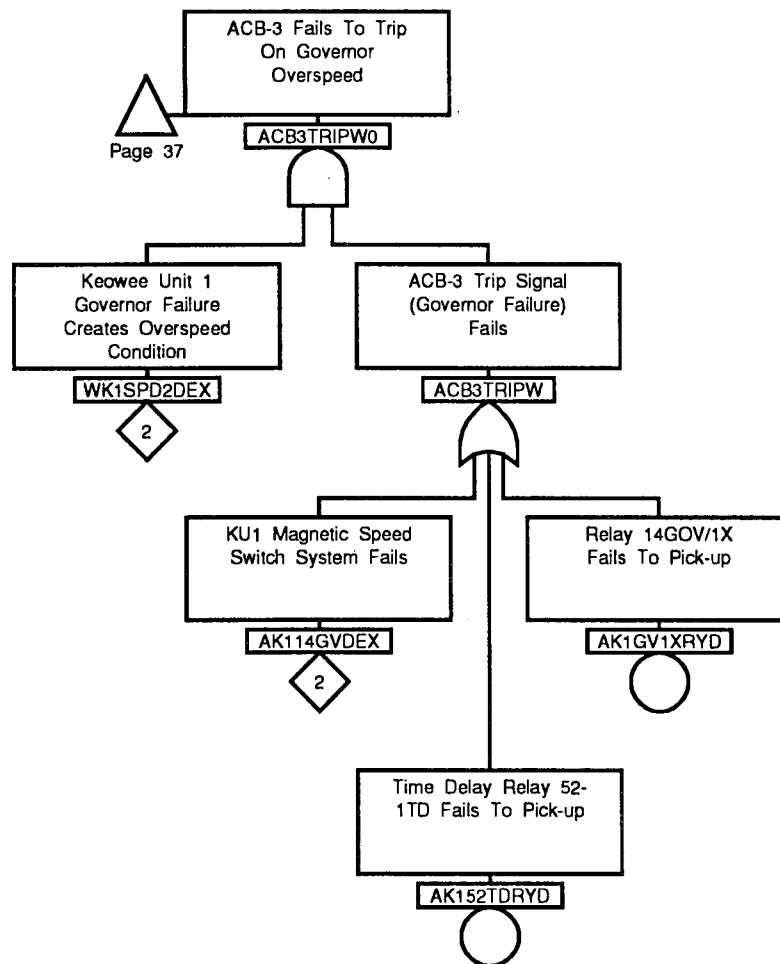 ACB-3 Fails To Trip
On Governor
Overspeed
Page 37
ACB3TRIPW0
Keowee Unit 1
Governor Failure
Creates Overspeed
Condition
WK1SPD2DEX
2
ACB-3 Trip Signal
(Governor Failure)
Fails
ACB3TRIPW
KU1 Magnetic Speed
Switch System Fails
AK114GVDEX
2
Relay 14GOV/1X
Fails To Pick-up
AK1GV1XRYD
Time Delay Relay 52-
1TD Fails To Pick-up
AK152TDRYD